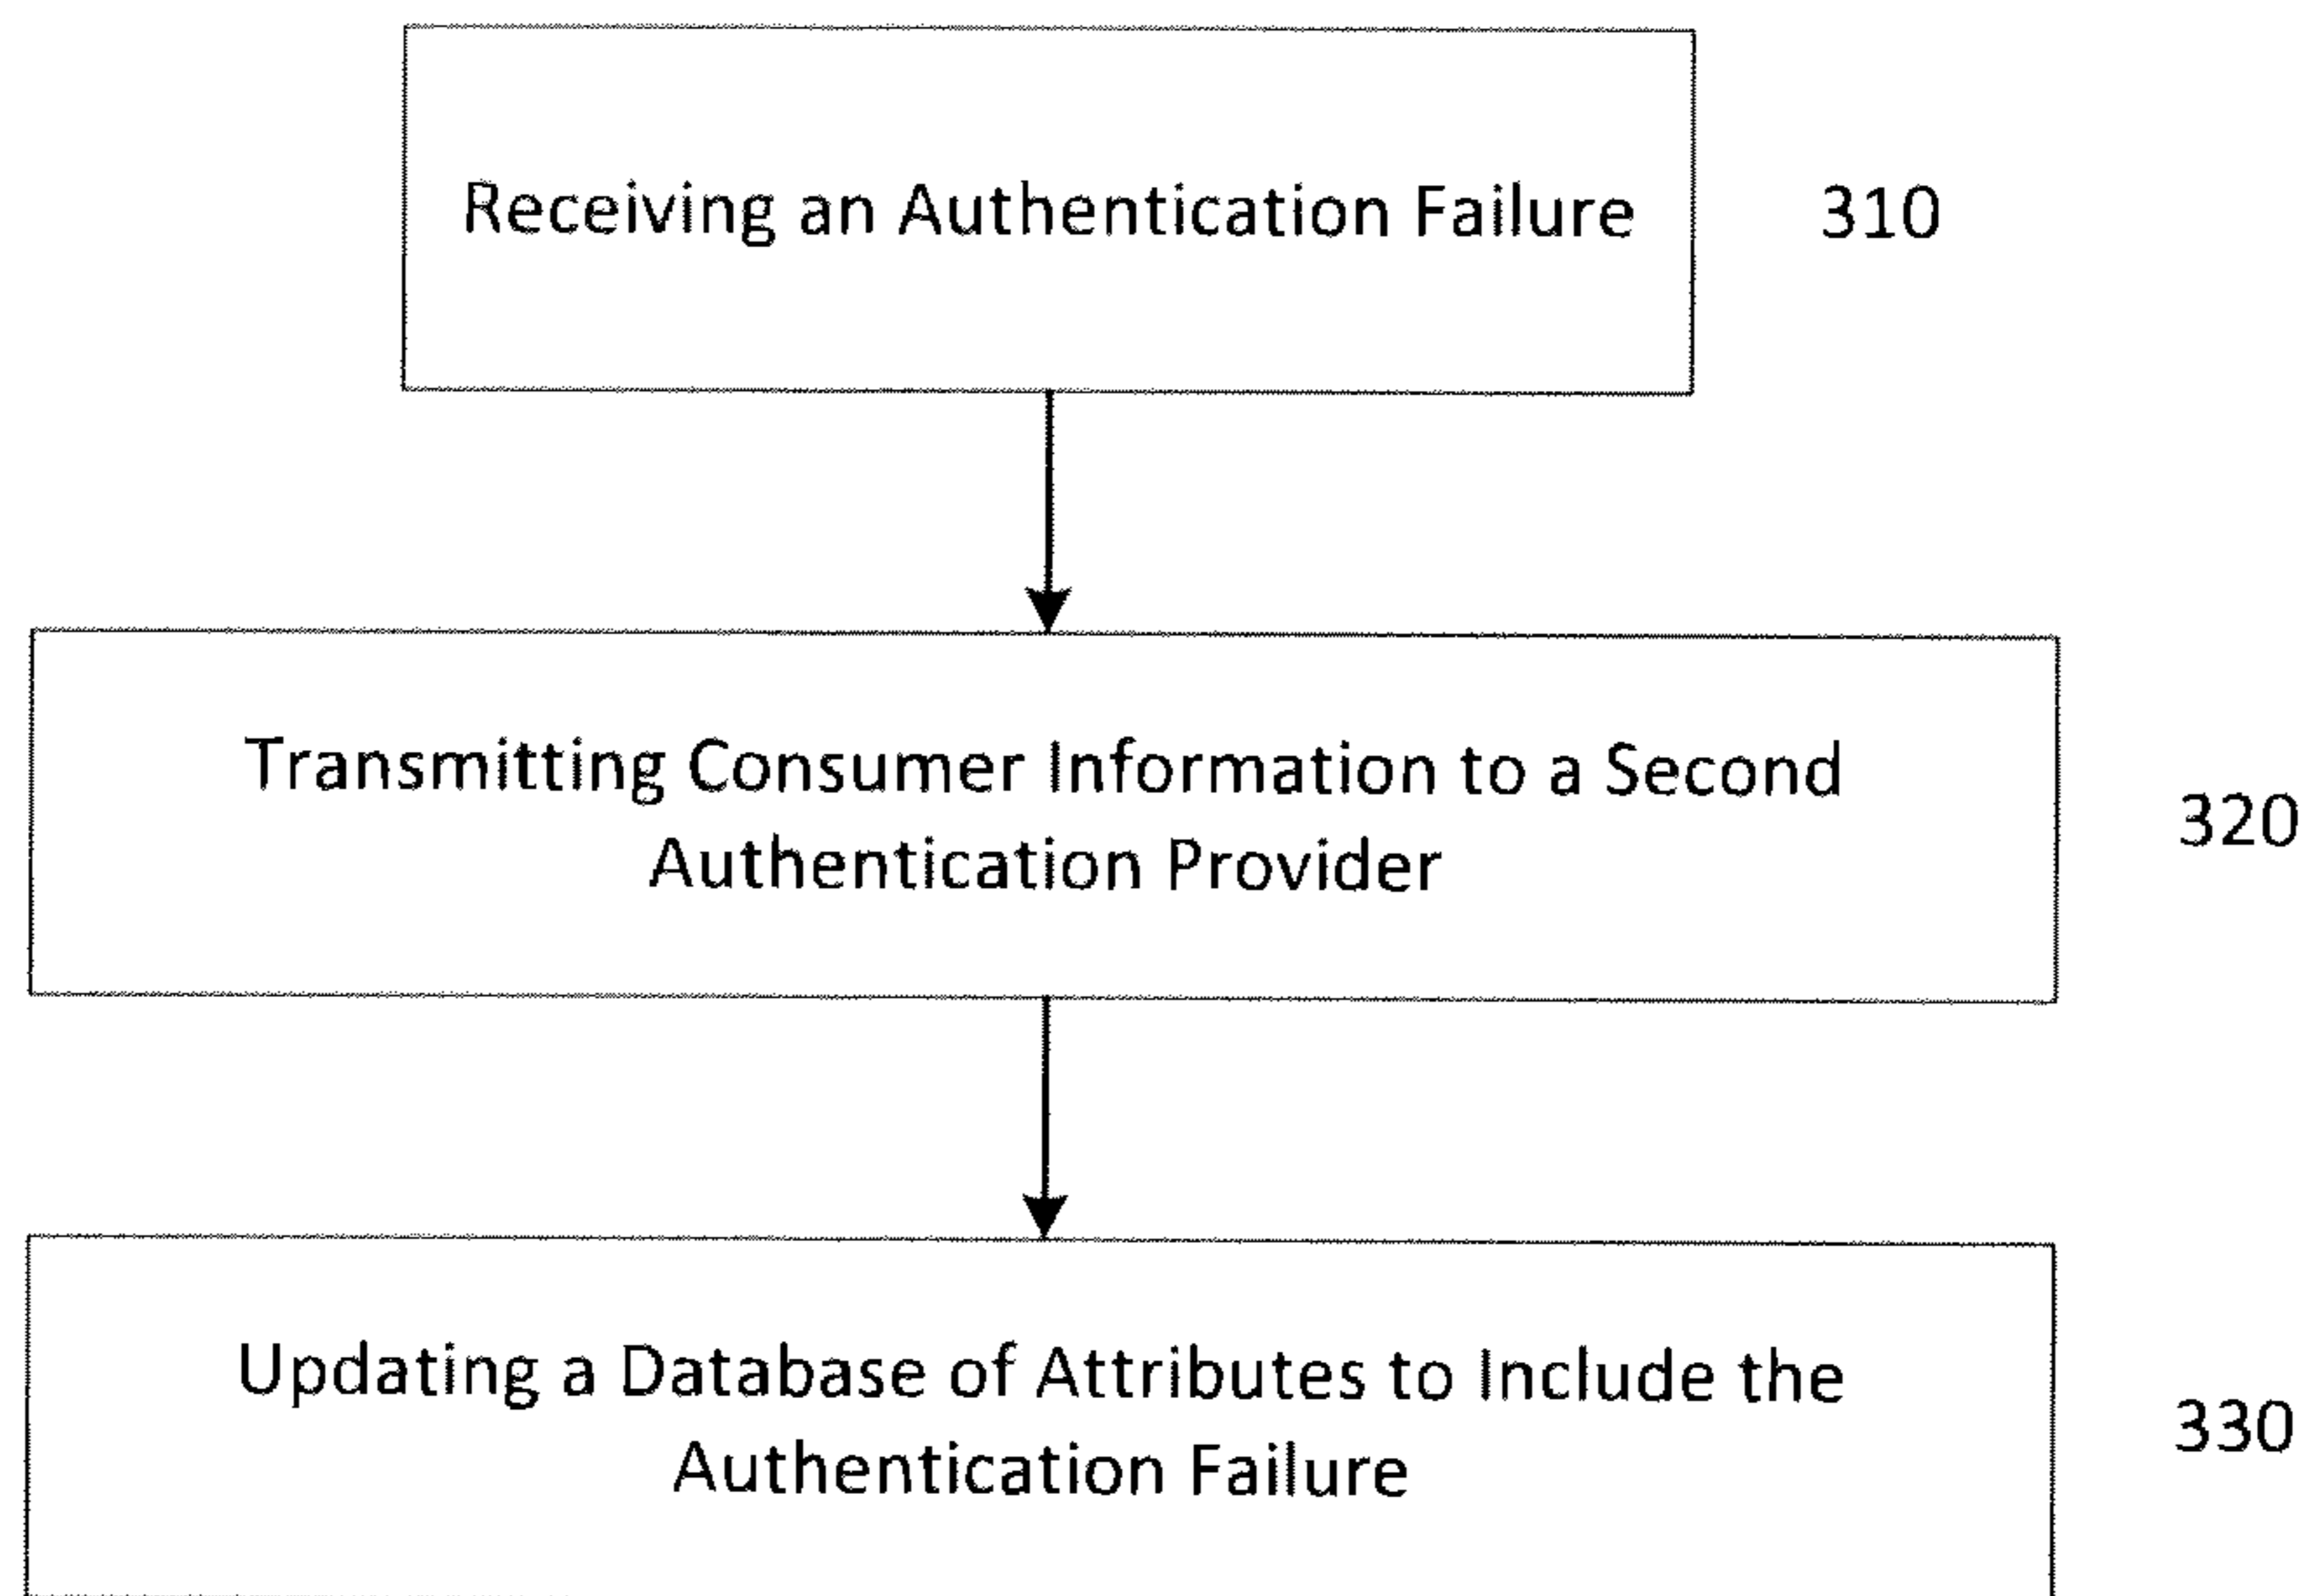 Receiving an Authentication Failure
310
Transmitting Consumer Information to a Second
Authentication Provider
320
Updating a Database of Attributes to Include the
Authentication Failure
330